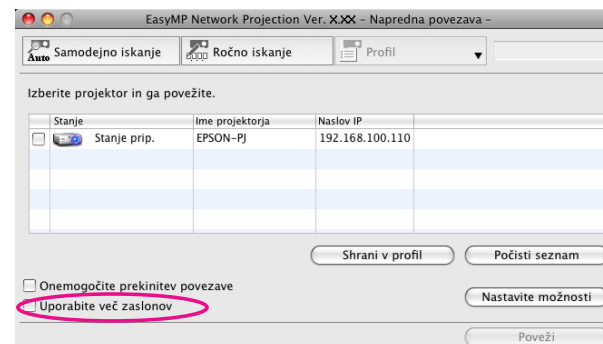 EasyMP Network Projection Ver. X.XX – Napredna povezava –
Auto Samodejno iskanje Ročno iskanje Profil
Izberite projektor in ga povežite.
Stanje Ime projektorja Naslov IP
Stanje prip. EPSON-PJ 192.168.100.110
Shrani v profil Počisti seznam
Onemogočite prekinitev povezave
Nastavite možnosti
Uporabite več zaslonov
Poveži